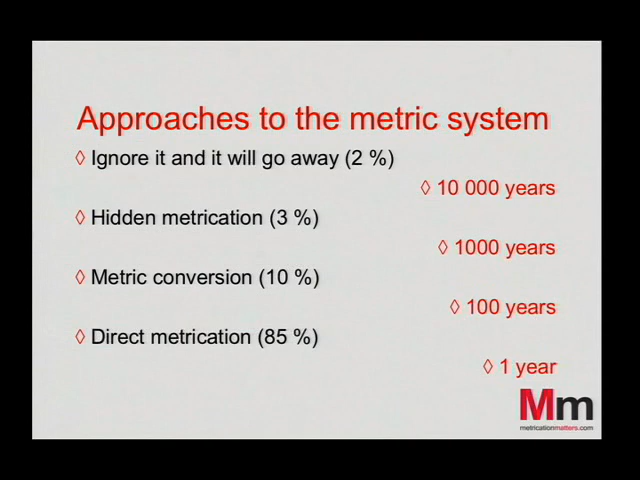 Approaches to the metric system
◊ Ignore it and it will go away (2 %)
◊ 10 000 years
◊ Hidden metrication (3 %)
◊ 1000 years
◊ Metric conversion (10 %)
◊ 100 years
◊ Direct metrication (85 %)
◊ 1 year
Mm
metricationmatters.com